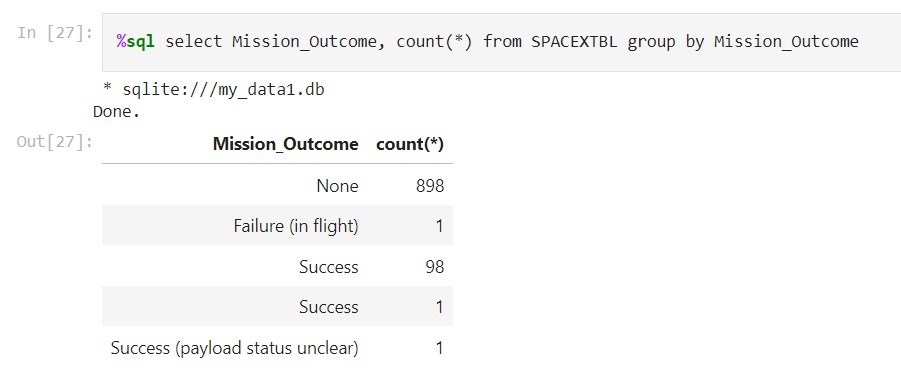 In [27]: %sql select Mission_Outcome, count(*) from SPACEXTBL group by Mission_Outcome
* sqlite:///my_data1.db
Done.
Out[27]:
Mission_Outcome count(*)
None 898
Failure (in flight) 1
Success 98
Success 1
Success (payload status unclear) 1